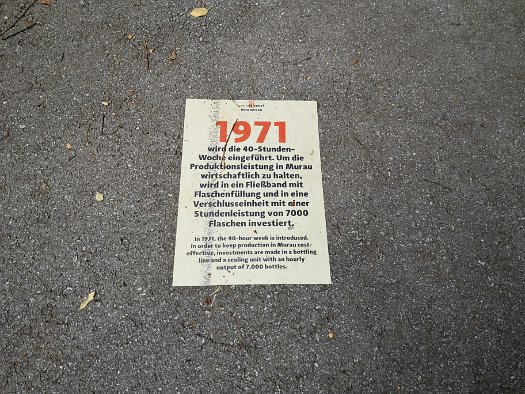 1971
wird die 40-Stunden-
Woche eingeführt. Um die
Produktionsleistung in Murau
wirtschaftlich zu halten,
wird in ein Fließband mit
Flaschenfüllung und in eine
Verschlusseinheit mit einer
Stundenleistung von 7000
Flaschen investiert.
In 1971, the 40-hour week is introduced.
In order to keep production in Murau cost-
effective, investments are made in a bottling
line and a sealing unit with an hourly
output of 7,000 bottles.